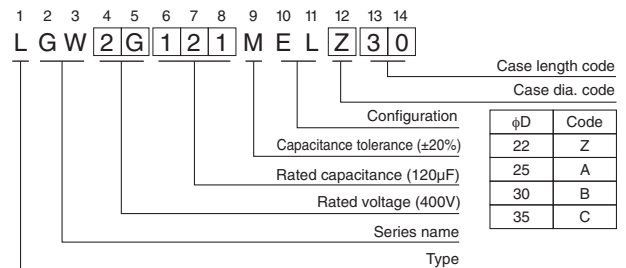 1 2 3 4 5 6 7 8 9 10 11 12 13 14
L G W 2 G 1 2 1 M E L Z 3 0
Case length code
Case dia. code
Configuration
Capacitance tolerance (±20%)
Rated capacitance (120µF)
Rated voltage (400V)
Series name
Type
ϕD Code
22 Z
25 A
30 B
35 C